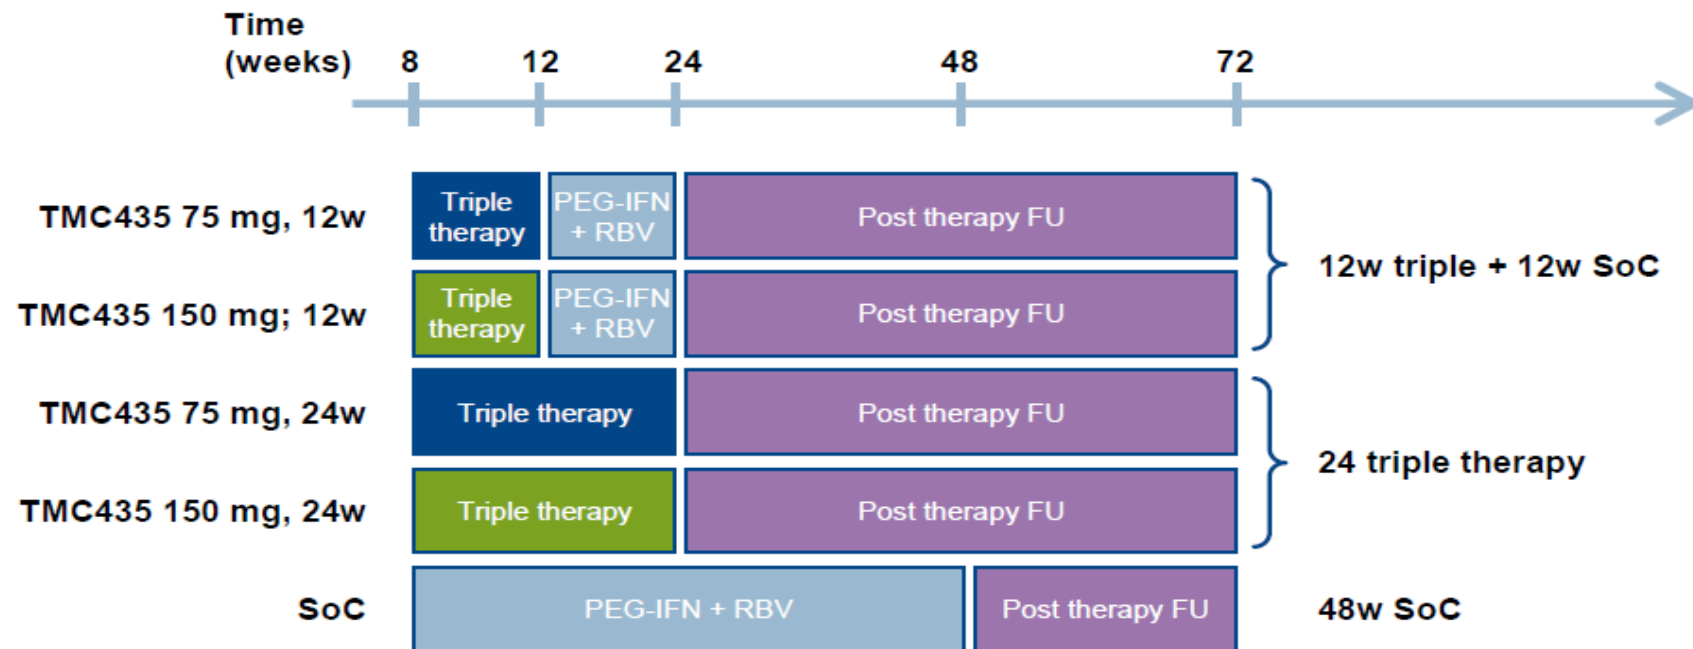 Time
(weeks) 8 12 24 48 72
TMC435 75 mg, 12w
Triple
therapy
PEG-IFN
+ RBV
Post therapy FU
TMC435 150 mg; 12w
Triple
therapy
PEG-IFN
+ RBV
Post therapy FU
12w triple + 12w SoC
TMC435 75 mg, 24w
Triple therapy
Post therapy FU
TMC435 150 mg, 24w
Triple therapy
Post therapy FU
24 triple therapy
SoC
PEG-IFN + RBV
Post therapy FU
48w SoC